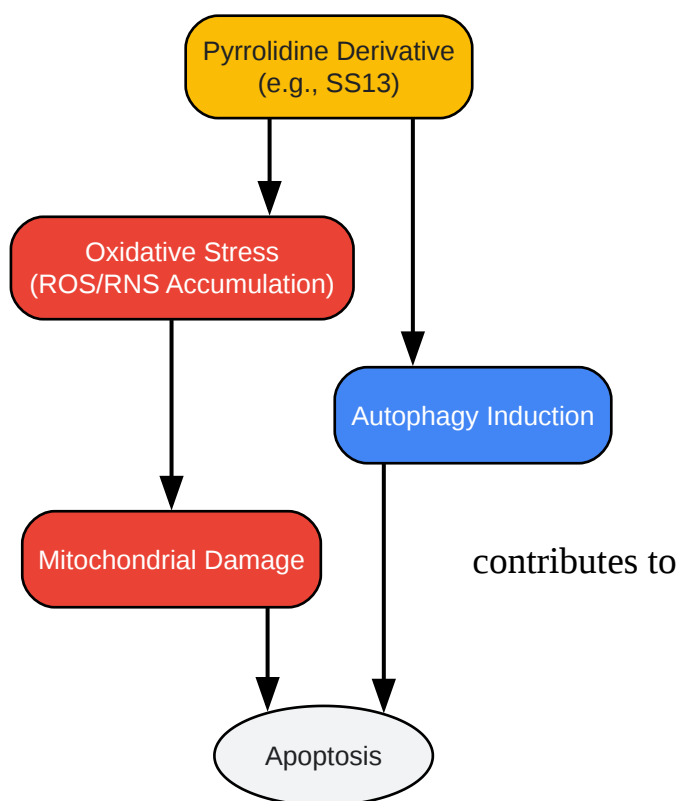 Pyrrolidine Derivative
(e.g., SS13)
Oxidative Stress
(ROS/RNS Accumulation)
Autophagy Induction
Mitochondrial Damage
contributes to
Apoptosis